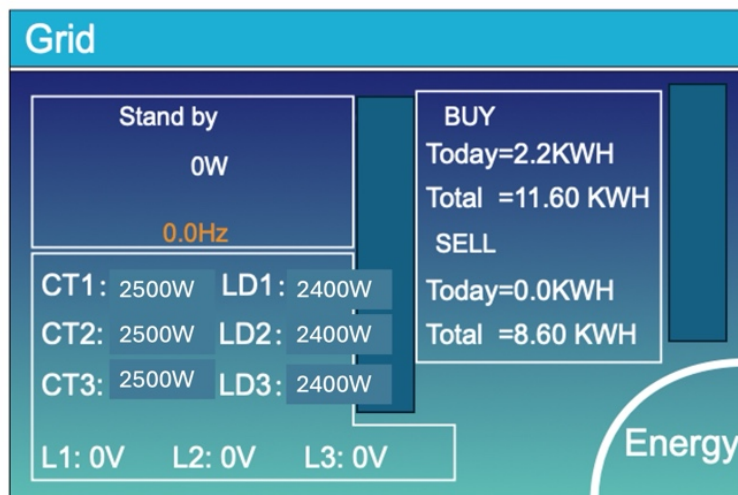 Grid
Stand by
0W
0.0Hz
CT1: 2500W LD1: 2400W
CT2: 2500W LD2: 2400W
CT3: 2500W LD3: 2400W
L1: 0V L2: 0V L3: 0V
BUY
Today=2.2KWH
Total =11.60 KWH
SELL
Today=0.0KWH
Total =8.60 KWH
Energy